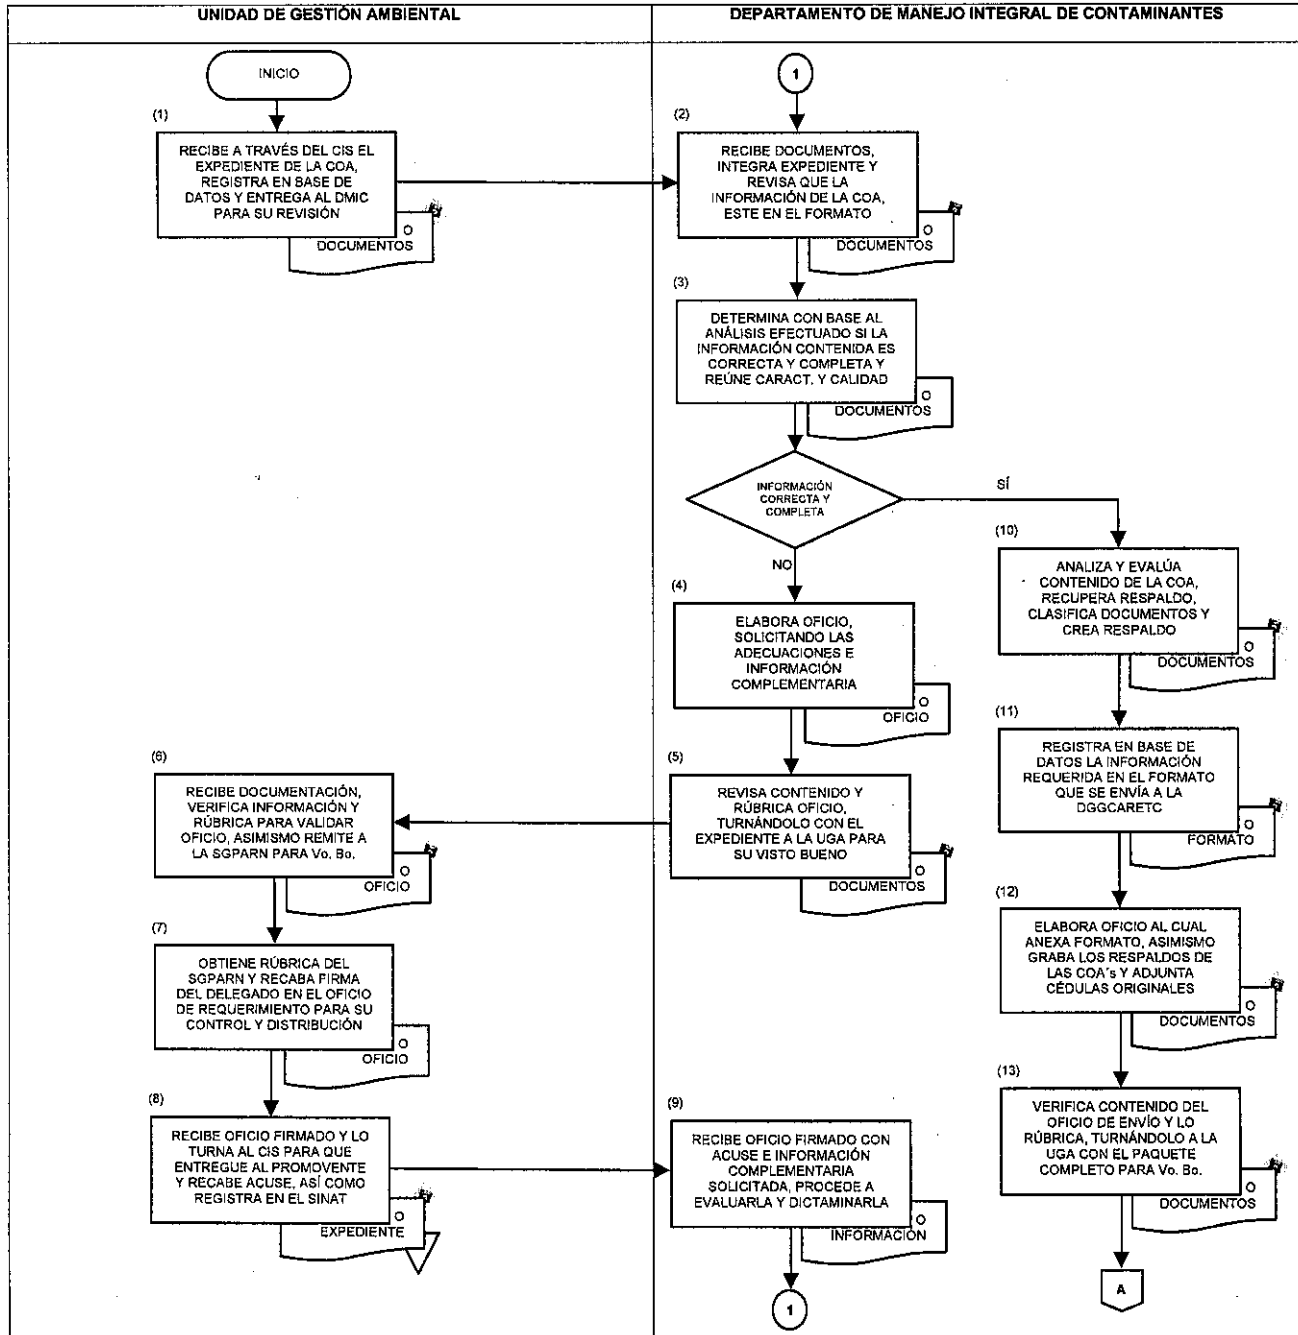 UNIDAD DE GESTIÓN AMBIENTAL
DEPARTAMENTO DE MANEJO INTEGRAL DE CONTAMINANTES
INICIO
(1)
RECIBE A TRAVÉS DEL CIS EL
EXPEDIENTE DE LA COA,
REGISTRA EN BASE DE
DATOS Y ENTREGA AL DMIC
PARA SU REVISIÓN
O
DOCUMENTOS
1
(2)
RECIBE DOCUMENTOS,
INTEGRA EXPEDIENTE Y
REVISA QUE LA
INFORMACIÓN DE LA COA,
ESTE EN EL FORMATO
O
DOCUMENTOS
(3)
DETERMINA CON BASE AL
ANÁLISIS EFECTUADO SI LA
INFORMACIÓN CONTENIDA ES
CORRECTA Y COMPLETA Y
REÚNE CARACT. Y CALIDAD
O
DOCUMENTOS
INFORMACIÓN
CORRECTA Y
COMPLETA
SÍ
NO
(4)
ELABORA OFICIO,
SOLICITANDO LAS
ADECUACIONES E
INFORMACIÓN
COMPLEMENTARIA
O
OFICIO
(5)
REVISA CONTENIDO Y
RÚBRICA OFICIO,
TURNÁNDOLO CON EL
EXPEDIENTE A LA UGA PARA
SU VISTO BUENO
O
DOCUMENTOS
(6)
RECIBE DOCUMENTACIÓN,
VERIFICA INFORMACIÓN Y
RÚBRICA PARA VALIDAR
OFICIO, ASIMISMO REMITE A
LA SGPARN PARA Vo. Bo.
O
OFICIO
(7)
OBTIENE RÚBRICA DEL
SGPARN Y RECABA FIRMA
DEL DELEGADO EN EL OFICIO
DE REQUERIMIENTO PARA SU
CONTROL Y DISTRIBUCIÓN
O
OFICIO
(8)
RECIBE OFICIO FIRMADO Y LO
TURNA AL CIS PARA QUE
ENTREGUE AL PROMOVENTE
Y RECABE ACUSE, ASÍ COMO
REGISTRA EN EL SINAT
O
EXPEDIENTE
(9)
RECIBE OFICIO FIRMADO CON
ACUSE E INFORMACIÓN
COMPLEMENTARIA
SOLICITADA, PROCEDE A
EVALUARLA Y DICTAMINARLA
O
INFORMACIÓN
1
(10)
ANALIZA Y EVALÚA
CONTENIDO DE LA COA,
RECUPERA RESPALDO,
CLASIFICA DOCUMENTOS Y
CREA RESPALDO
O
DOCUMENTOS
(11)
REGISTRA EN BASE DE
DATOS LA INFORMACIÓN
REQUERIDA EN EL FORMATO
QUE SE ENVÍA A LA
DGGCARETC
O
FORMATO
(12)
ELABORA OFICIO AL CUAL
ANEXA FORMATO, ASIMISMO
GRABA LOS RESPALDOS DE
LAS COA´s Y ADJUNTA
CÉDULAS ORIGINALES
O
DOCUMENTOS
(13)
VERIFICA CONTENIDO DEL
OFICIO DE ENVÍO Y LO
RÚBRICA, TURNÁNDOLO A LA
UGA CON EL PAQUETE
COMPLETO PARA Vo. Bo.
O
DOCUMENTOS
A